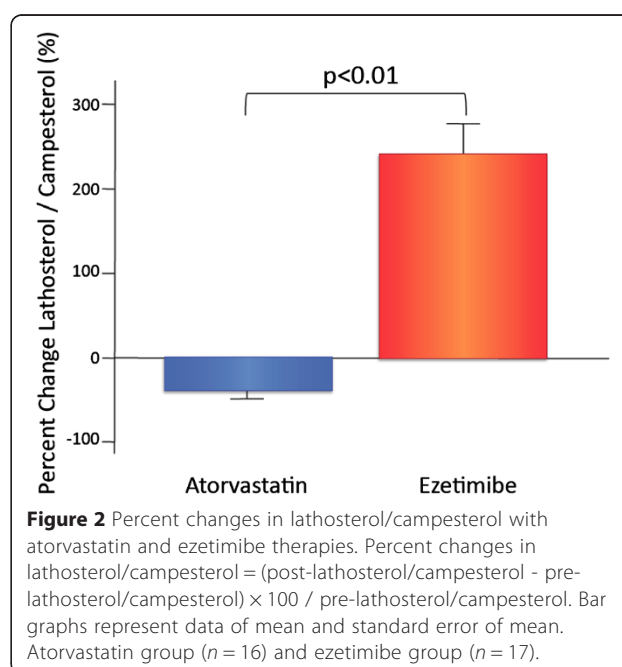 Percent Change Lathosterol / Campesterol (%)
p<0.01
300
200
100
0
-100
Atorvastatin Ezetimibe
Figure 2 Percent changes in lathosterol/campesterol with
atorvastatin and ezetimibe therapies. Percent changes in
lathosterol/campesterol = (post-lathosterol/campesterol - pre-
lathosterol/campesterol) × 100 / pre-lathosterol/campesterol. Bar
graphs represent data of mean and standard error of mean.
Atorvastatin group (n = 16) and ezetimibe group (n = 17).